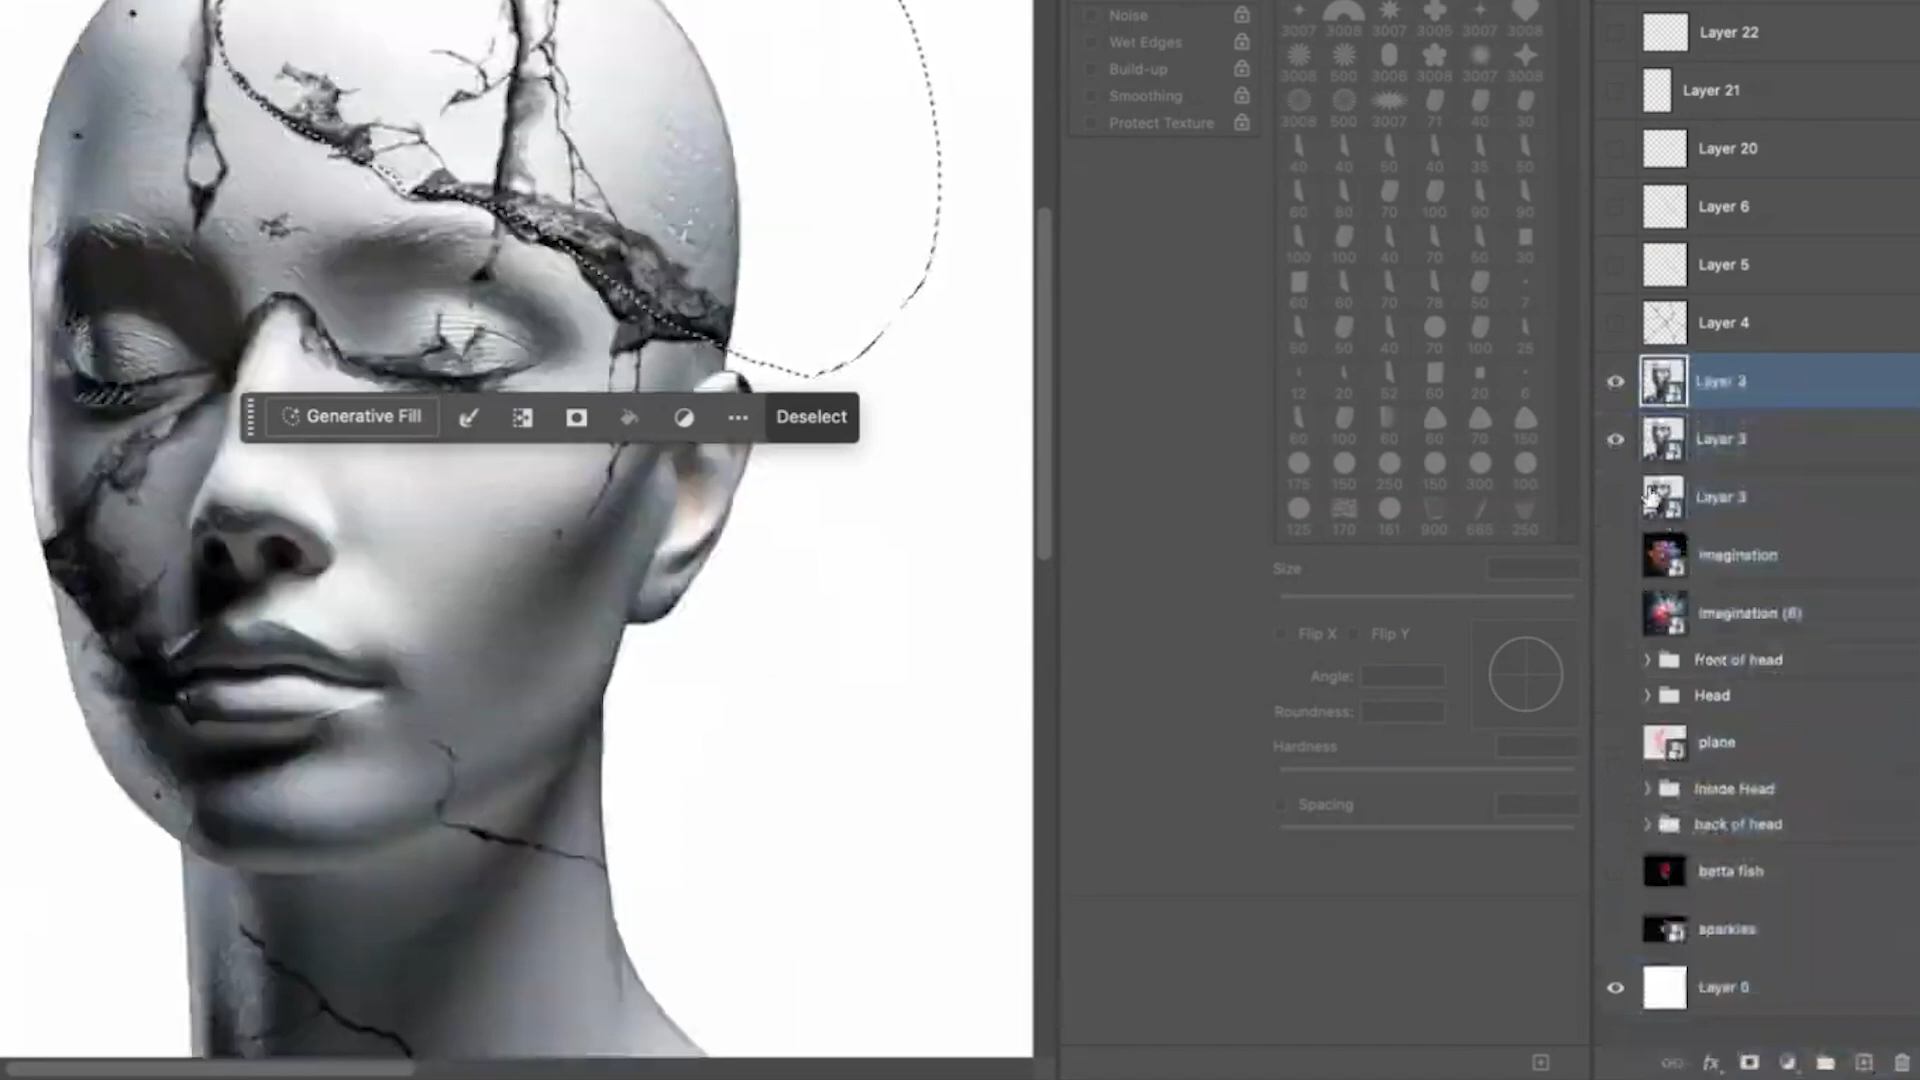 Noise
Wet Edges
Build-up
Smoothing
Protect Texture
3007 3008 3007 3005 3007 3008
3008 500 3006 3008 3007 3008
3008 500 3007 71 40 30
40 40 50 40 35 50
60 80 70 100 90 90
100 100 40 70 50 30
60 60 70 78 50 7
50 50 40 70 100 25
12 20 52 60 20 6
60 100 60 60 70 150
175 150 250 150 300 100
125 170 161 900 665 250
Size
Flip X Flip Y
Angle:
Roundness:
Hardness
Spacing
Generative Fill
Deselect
Layer 22
Layer 21
Layer 20
Layer 6
Layer 5
Layer 4
Layer 3
Layer 3
Layer 3
Imagination
Imagination (6)
front of head
Head
plane
Inside Head
back of head
betta fish
sparkles
Layer 0
fx